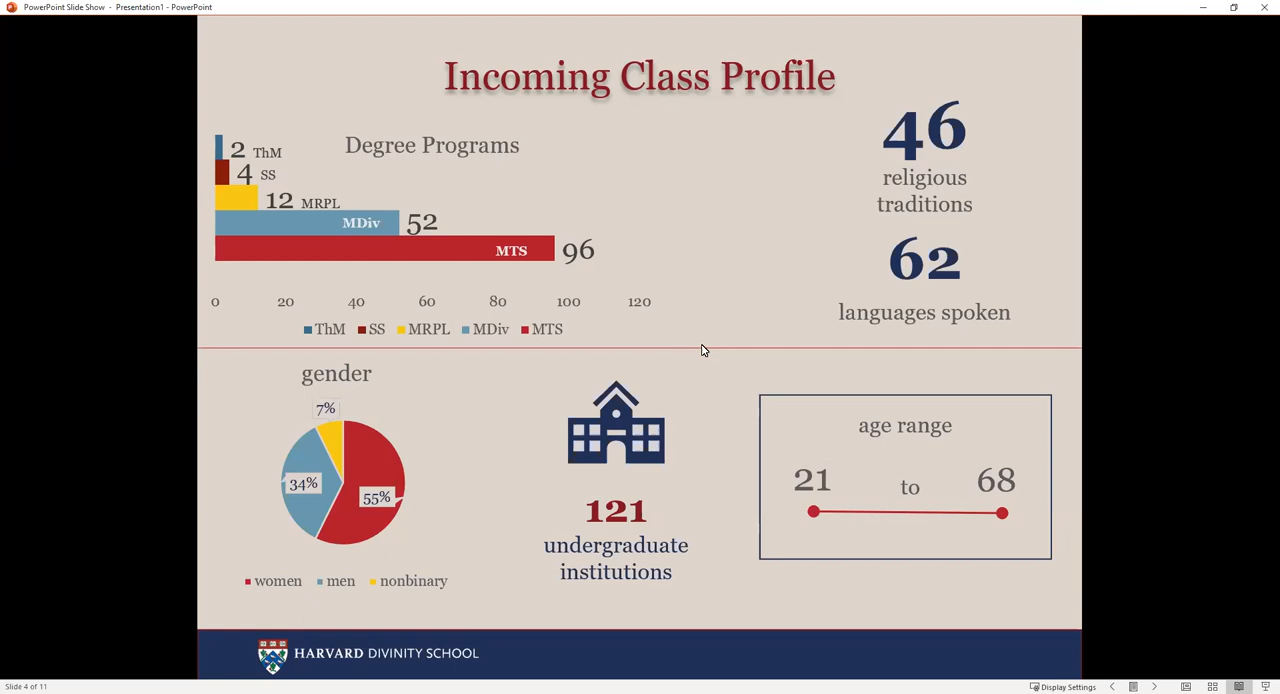 PowerPoint Slide Show - Presentation1 - PowerPoint
Incoming Class Profile
Degree Programs
2 ThM
4 SS
12 MRPL
MDiv 52
MTS 96
0 20 40 60 80 100 120
ThM SS MRPL MDiv MTS
46
religious
traditions
62
languages spoken
gender
7%
34%
55%
women men nonbinary
121
undergraduate
institutions
age range
21 to 68
HARVARD DIVINITY SCHOOL
Slide 4 of 11
Display Settings